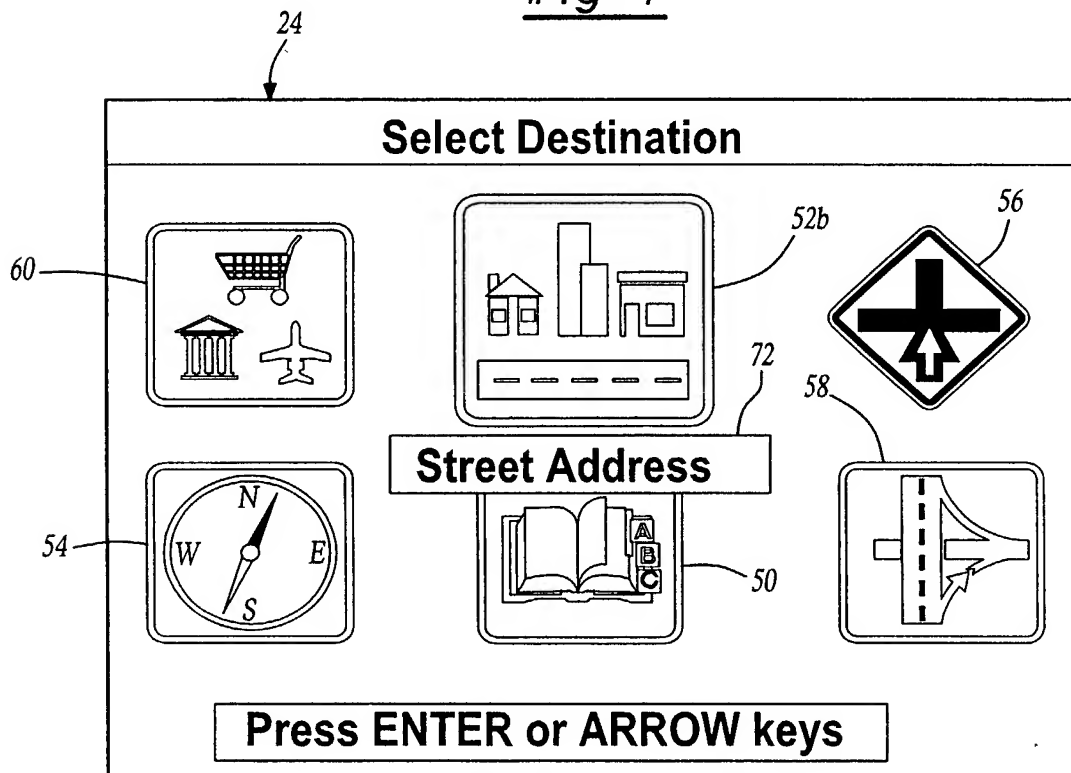 24
Select Destination
60
52b
56
72
58
Street Address
54
N
W
E
S
A
B
C
50
Press ENTER or ARROW keys